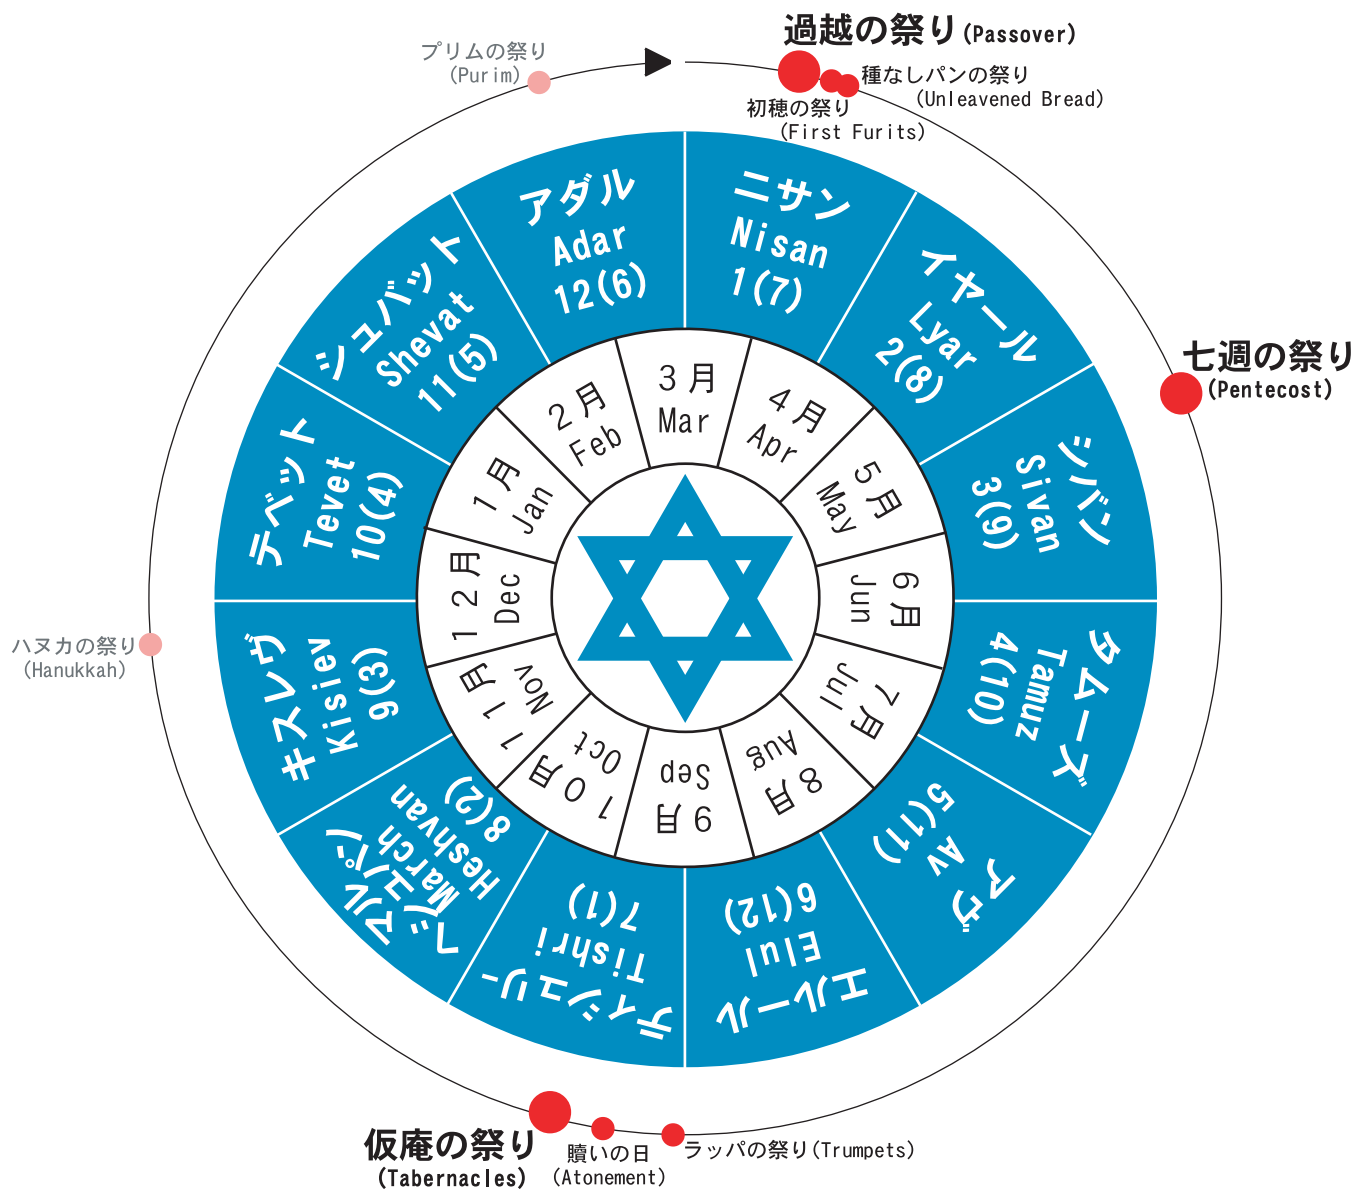 過越の祭り(Passover)
種なしパンの祭り
(Unleavened Bread)
初穂の祭り
(First Furits)
七週の祭り
(Pentecost)
ラッパの祭り(Trumpets)
贖いの日
(Atonement)
仮庵の祭り
(Tabernacles)
ハヌカの祭り
(Hanukkah)
プリムの祭り
(Purim)
ニサン
Nisan
1(7)
イヤール
Lyar
2(8)
シバン
Sivan
3(9)
タムーズ
Tamuz
4(10)
アヴ
Av
5(11)
エルール
Elul
6(12)
ティシュリー
Tishri
7(1)
マルヘシュバン
March
Heshvan
8(2)
キスレヴ
Kisiev
9(3)
テベット
Tevet
10(4)
シュバット
Shevat
11(5)
アダル
Adar
12(6)
3月
Mar
4月
Apr
5月
May
6月
Jun
7月
Jul
8月
Aug
9月
Sep
10月
Oct
11月
Nov
12月
Dec
1月
Jan
2月
Feb